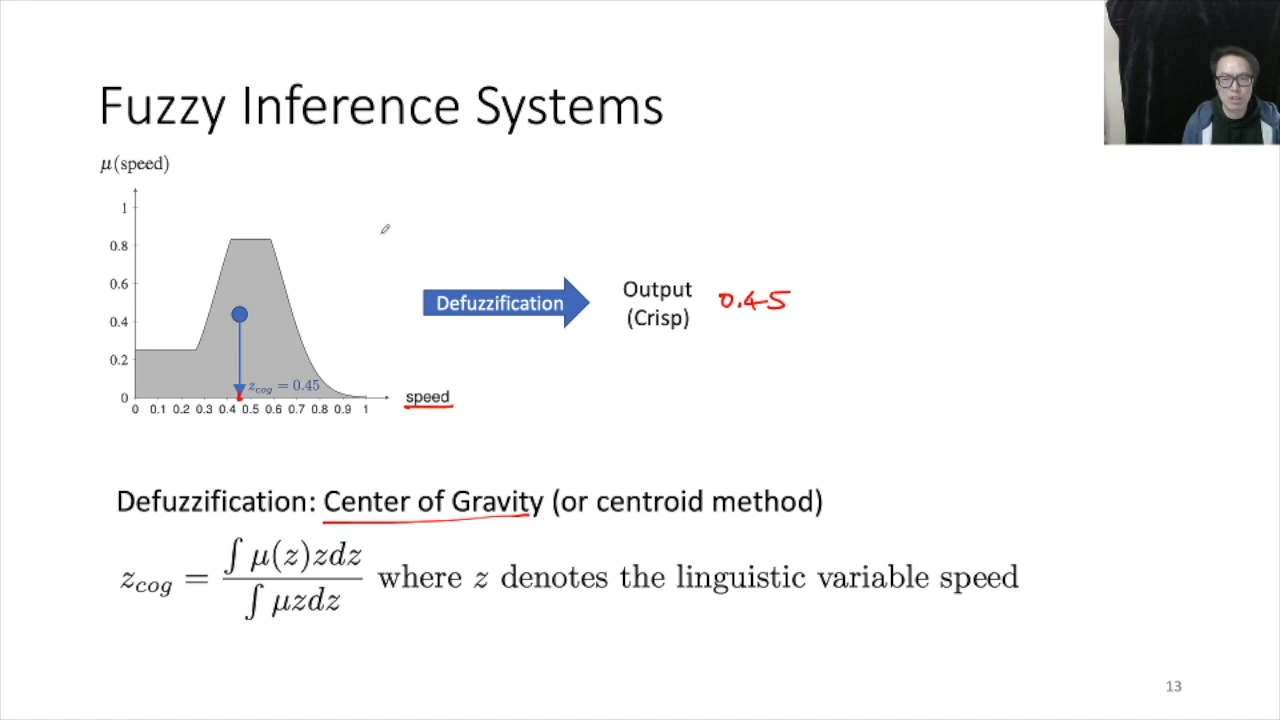 Fuzzy Inference Systems
μ(speed)
1
0.8
0.6
0.4
0.2
0
z_cog = 0.45
0 0.1 0.2 0.3 0.4 0.5 0.6 0.7 0.8 0.9 1
speed
Defuzzification
Output
(Crisp)
0.45
Defuzzification: Center of Gravity (or centroid method)
z_cog = ∫ μ(z)zdz / ∫ μzdz where z denotes the linguistic variable speed
13